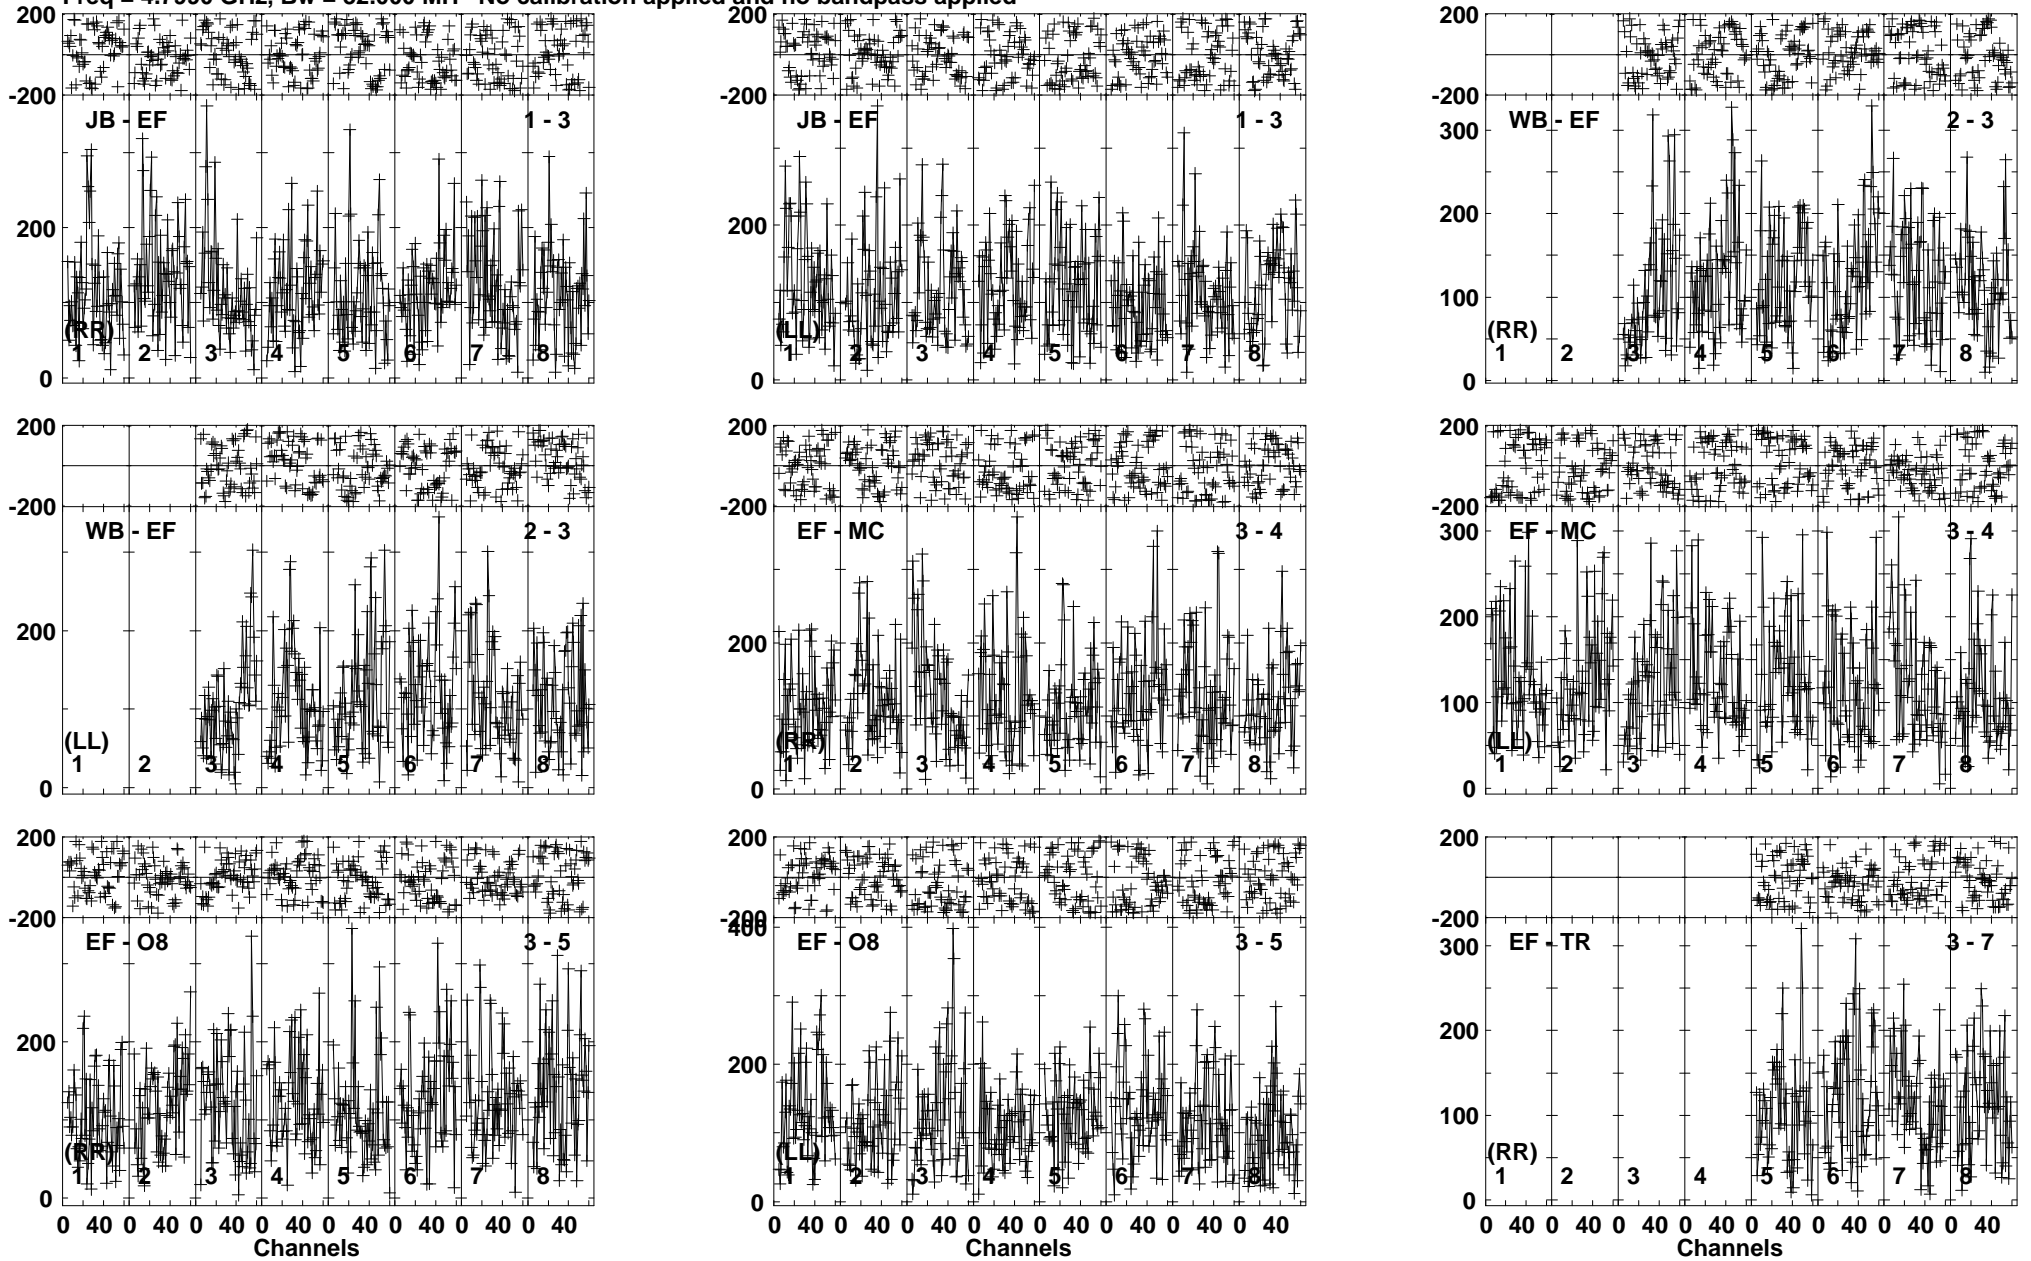 Freq = 4.7990 GHz, Bw = 32.000 MH No calibration applied and no bandpass applied
200 200 200
-200 -200 -200
JB - EF 1 - 3 JB - EF 1 - 3 WB - EF 2 - 3
300
200 200 200
100
(RR) (LL) (RR)
1 2 3 4 5 6 7 8 1 2 3 4 5 6 7 8 1 2 3 4 5 6 7 8
0 0 0
200 200 200
-200 -200 -200
WB - EF 2 - 3 EF - MC 3 - 4 EF - MC 3 - 4
300
200 200 200
100
(LL) (RR) (LL)
1 2 3 4 5 6 7 8 1 2 3 4 5 6 7 8 1 2 3 4 5 6 7 8
0 0 0
200 200 200
-200 -200 -200
400
EF - O8 3 - 5 EF - O8 3 - 5 EF - TR 3 - 7
300
200 200 200
100
(RR) (LL) (RR)
1 2 3 4 5 6 7 8 1 2 3 4 5 6 7 8 1 2 3 4 5 6 7 8
0 0 0
0 40 0 40 0 40 0 40 0 40 0 40 0 40 0 40 0 40 0 40 0 40 0 40 0 40 0 40 0 40 0 40 0 40 0 40 0 40 0 40 0 40 0 40 0 40 0 40
Channels Channels Channels